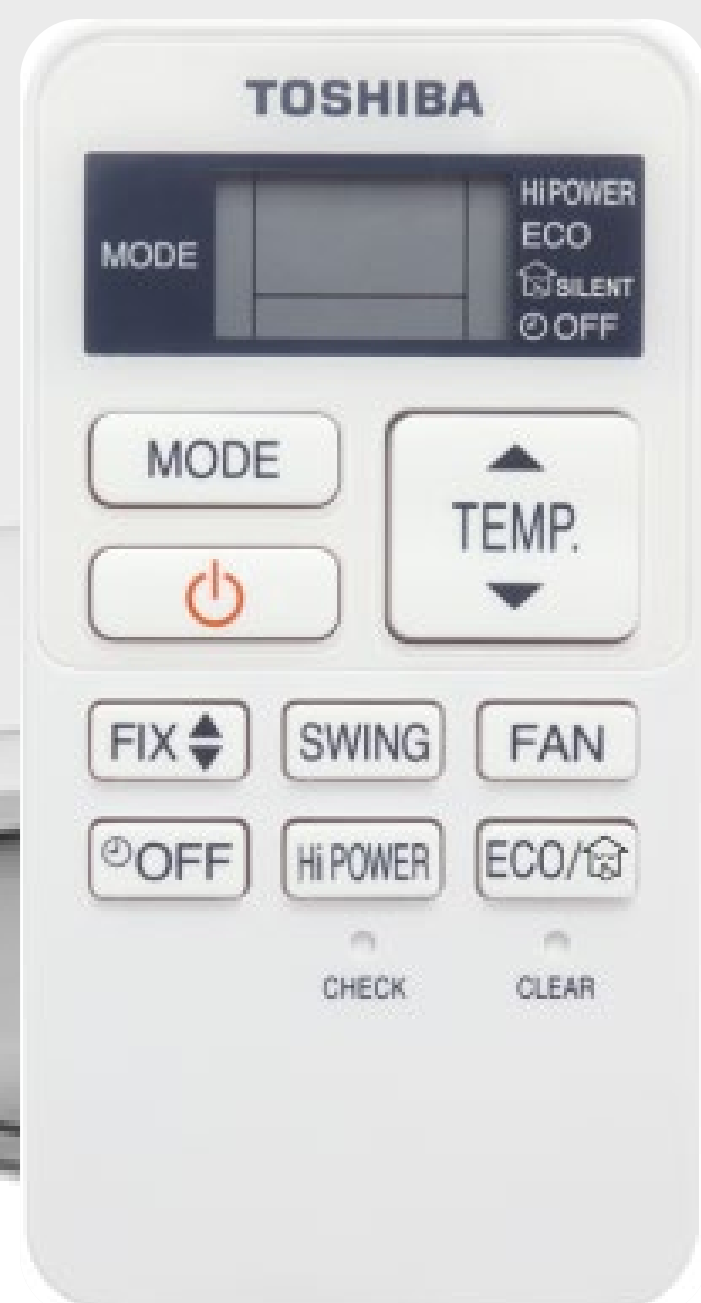 TOSHIBA
MODE
HiPOWER
ECO
SILENT
OFF
MODE
TEMP.
FIX
SWING
FAN
OFF
Hi POWER
ECO/
CHECK
CLEAR